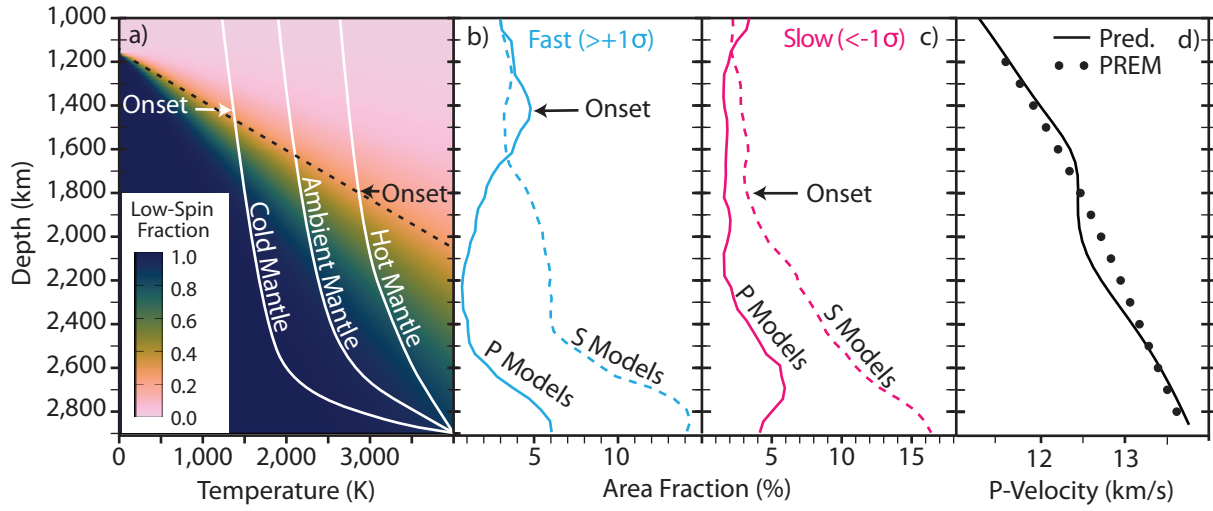 a)
b)
Fast (>+1σ)
Slow (<-1σ)
c)
d)
Pred.
PREM
Onset
Onset
Onset
Onset
Cold Mantle
Ambient Mantle
Hot Mantle
Low-Spin
Fraction
1.0
0.8
0.6
0.4
0.2
0.0
P Models
S Models
P Models
S Models
Depth (km)
1,000
1,200
1,400
1,600
1,800
2,000
2,200
2,400
2,600
2,800
0
1,000
2,000
3,000
5
10
5
10
15
12
13
Temperature (K)
Area Fraction (%)
P-Velocity (km/s)